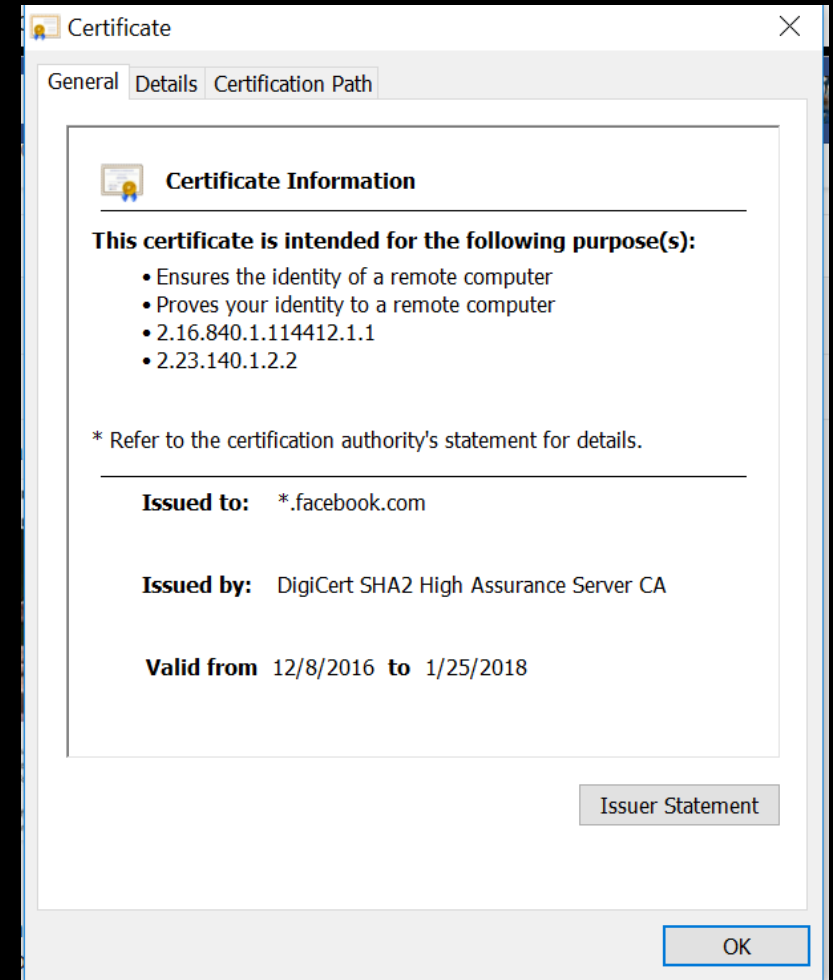 Certificate
General Details Certification Path
Certificate Information
This certificate is intended for the following purpose(s):
• Ensures the identity of a remote computer
• Proves your identity to a remote computer
• 2.16.840.1.114412.1.1
• 2.23.140.1.2.2
* Refer to the certification authority's statement for details.
Issued to: *.facebook.com
Issued by: DigiCert SHA2 High Assurance Server CA
Valid from 12/8/2016 to 1/25/2018
Issuer Statement
OK